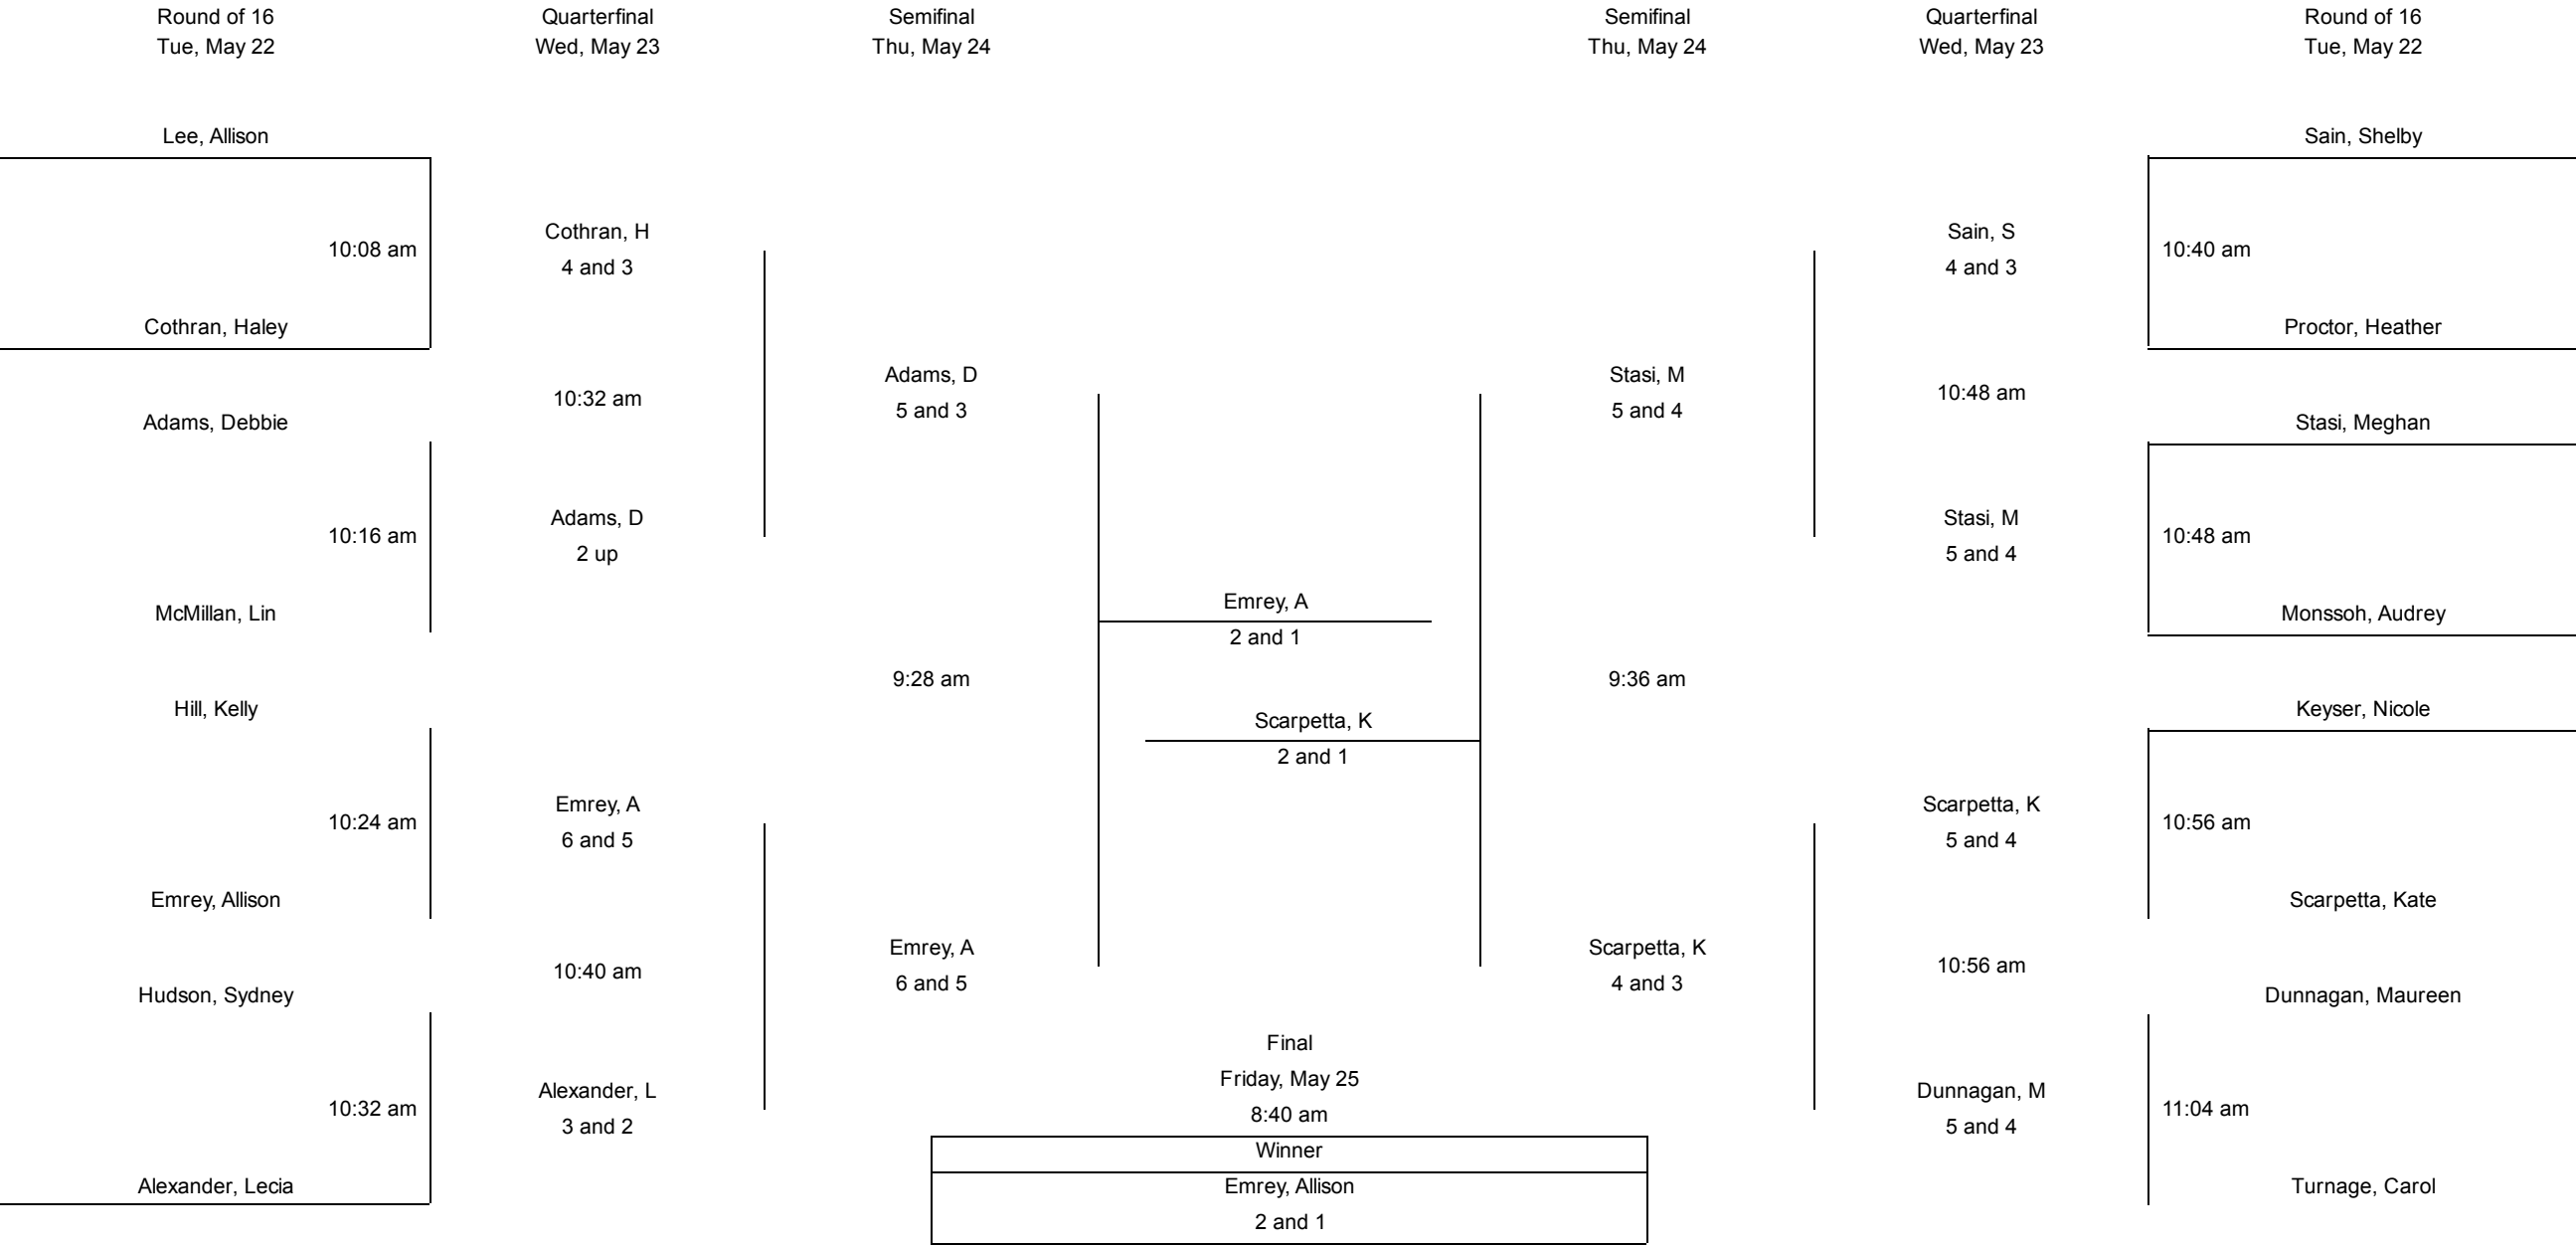 Round of 16
Tue, May 22
Quarterfinal
Wed, May 23
Semifinal
Thu, May 24
Semifinal
Thu, May 24
Quarterfinal
Wed, May 23
Round of 16
Tue, May 22
Lee, Allison
10:08 am
Cothran, Haley
Adams, Debbie
10:16 am
McMillan, Lin
Hill, Kelly
10:24 am
Emrey, Allison
Hudson, Sydney
10:32 am
Alexander, Lecia
Cothran, H
4 and 3
10:32 am
Adams, D
2 up
Emrey, A
6 and 5
10:40 am
Alexander, L
3 and 2
Adams, D
5 and 3
9:28 am
Emrey, A
6 and 5
Emrey, A
2 and 1
Scarpetta, K
2 and 1
Final
Friday, May 25
8:40 am
Winner
Emrey, Allison
2 and 1
Stasi, M
5 and 4
9:36 am
Scarpetta, K
4 and 3
Sain, S
4 and 3
10:48 am
Stasi, M
5 and 4
Scarpetta, K
5 and 4
10:56 am
Dunnagan, M
5 and 4
Sain, Shelby
10:40 am
Proctor, Heather
Stasi, Meghan
10:48 am
Monssoh, Audrey
Keyser, Nicole
10:56 am
Scarpetta, Kate
Dunnagan, Maureen
11:04 am
Turnage, Carol